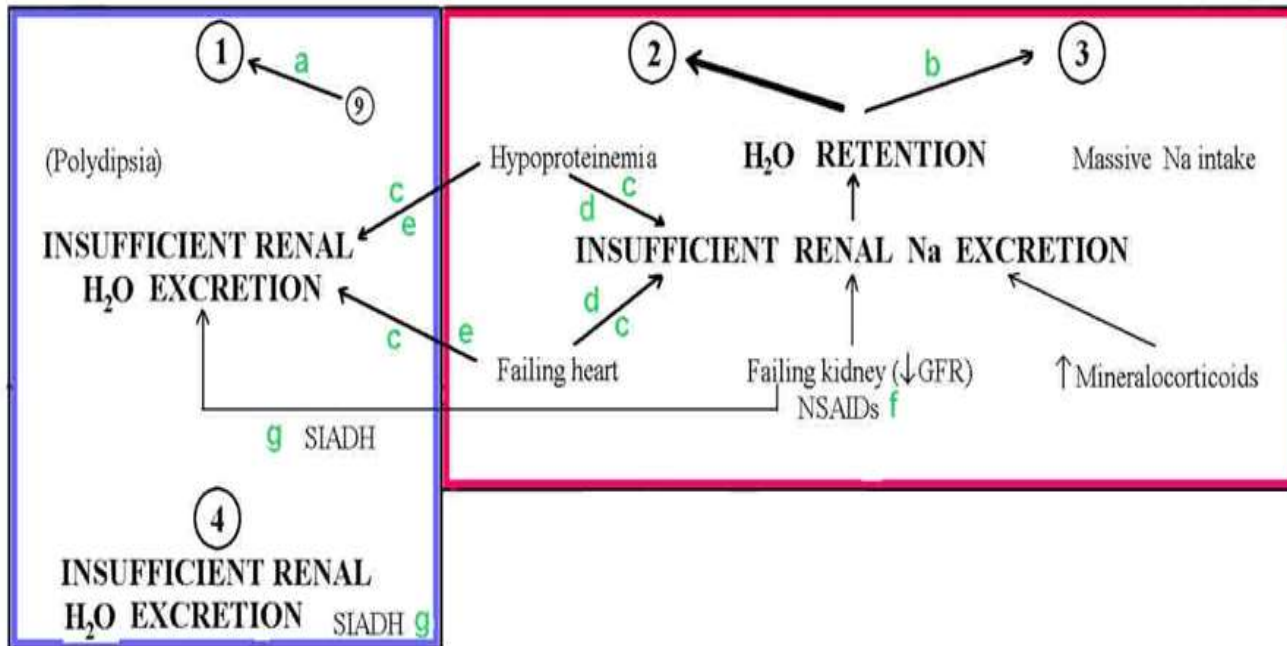 1
a
9
(Polydipsia)
c
e
INSUFFICIENT RENAL
H₂O EXCRETION
c
e
g SIADH
4
INSUFFICIENT RENAL
H₂O EXCRETION SIADH g
2
b
3
Hypoproteinemia
H₂O RETENTION
Massive Na intake
c
d
INSUFFICIENT RENAL Na EXCRETION
d
c
Failing heart
Failing kidney (↓GFR)
NSAIDs f
↑Mineralocorticoids